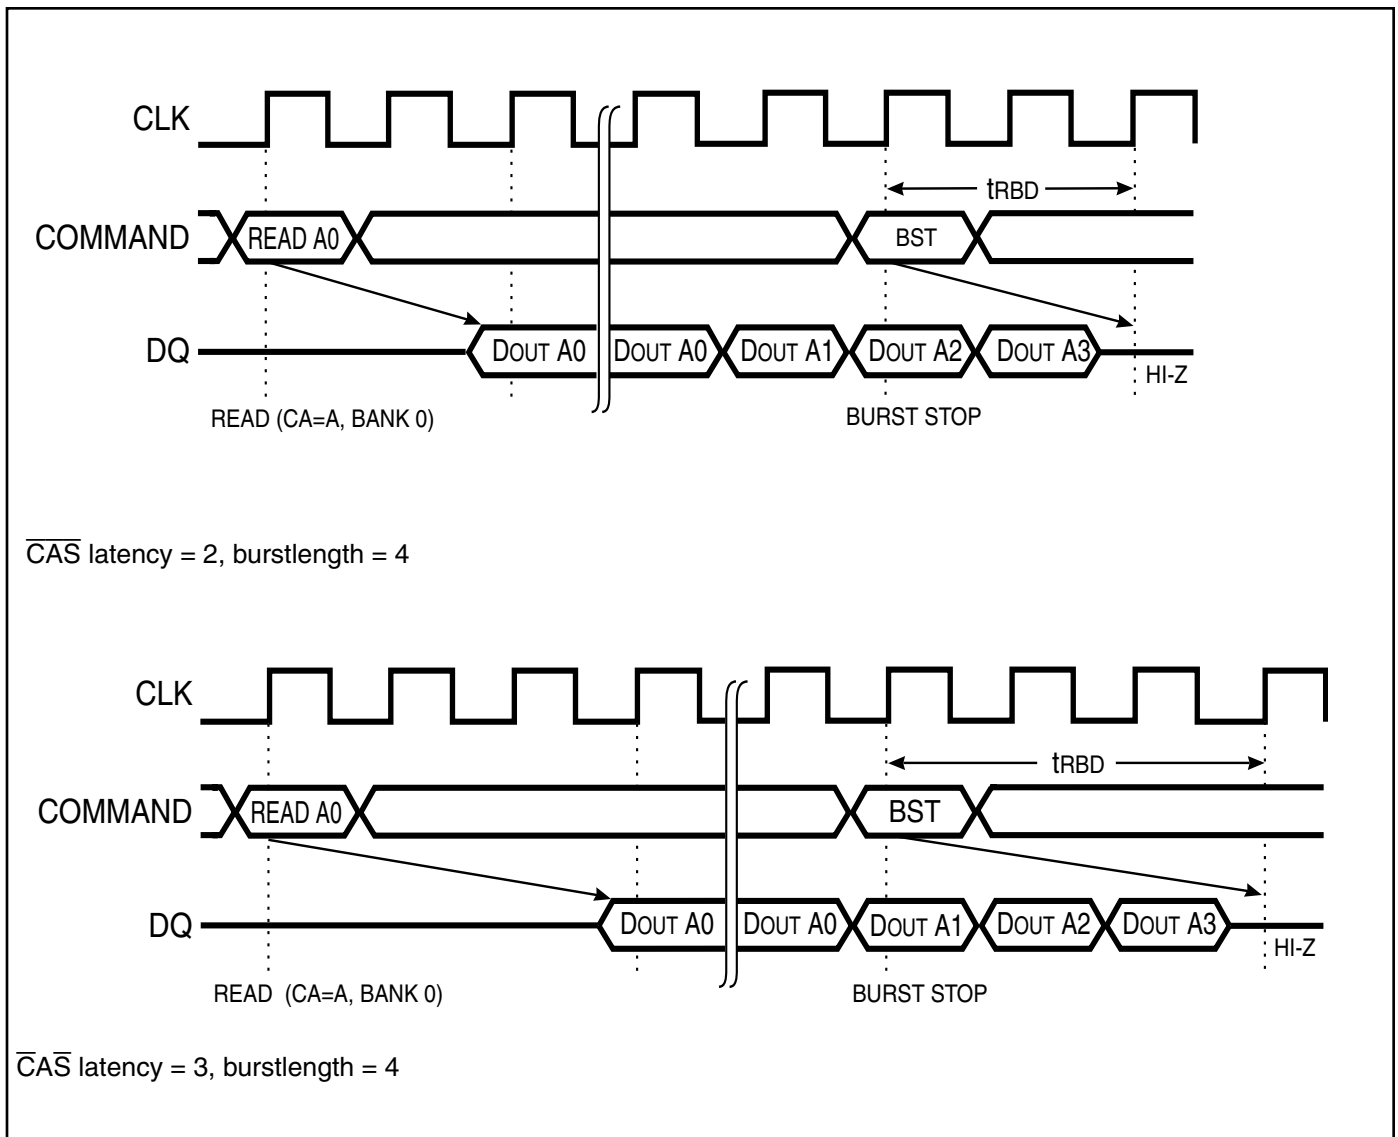 CLK
tRBD
COMMAND READ A0 BST
DQ DOUT A0 DOUT A0 DOUT A1 DOUT A2 DOUT A3
HI-Z
READ (CA=A, BANK 0) BURST STOP
C̅A̅S̅ latency = 2, burstlength = 4
CLK
tRBD
COMMAND READ A0 BST
DQ DOUT A0 DOUT A0 DOUT A1 DOUT A2 DOUT A3
HI-Z
READ (CA=A, BANK 0) BURST STOP
C̅AS̅ latency = 3, burstlength = 4